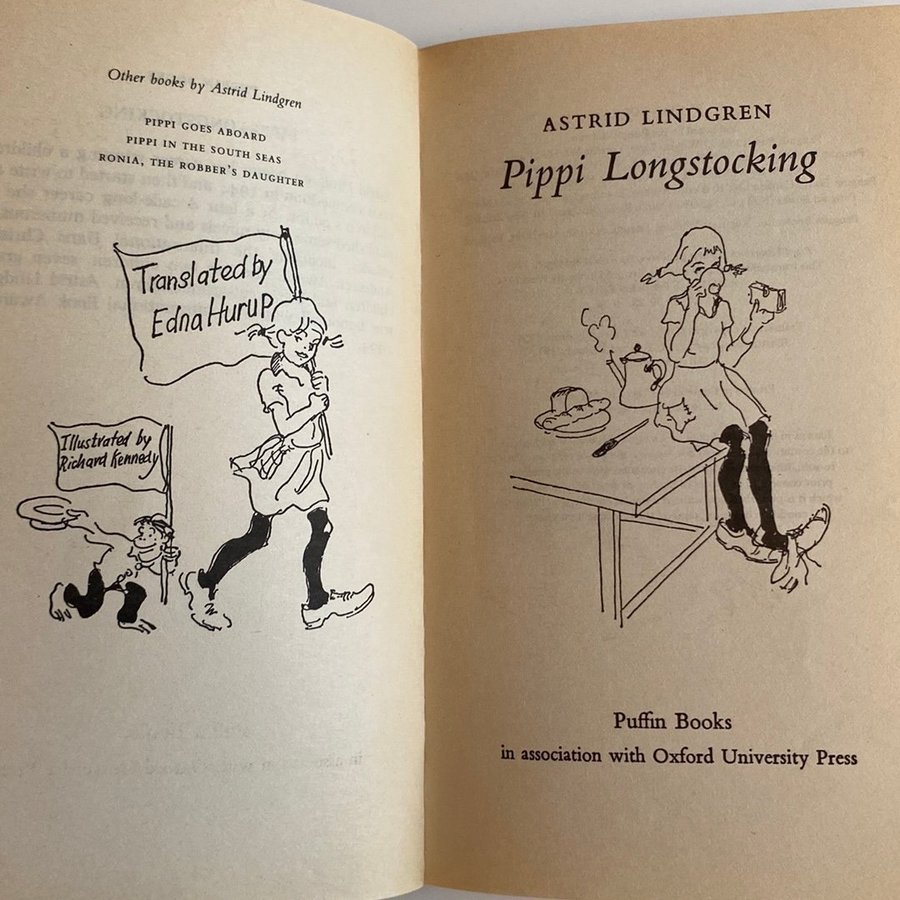 Other books by Astrid Lindgren
PIPPI GOES ABOARD
PIPPI IN THE SOUTH SEAS
RONIA, THE ROBBER'S DAUGHTER
Translated by
Edna Hurup
Illustrated by
Richard Kennedy
ASTRID LINDGREN
Pippi Longstocking
Puffin Books
in association with Oxford University Press